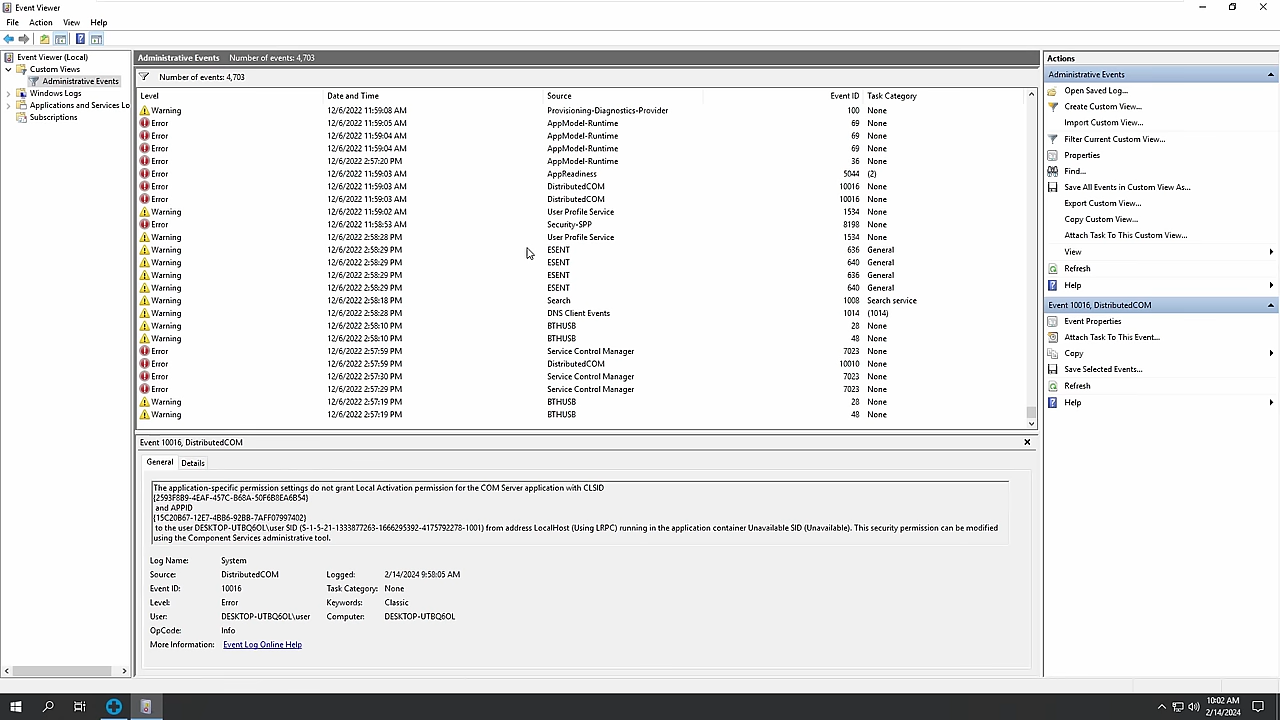 Event Viewer
File Action View Help
Event Viewer (Local)
Custom Views
Administrative Events
Windows Logs
Applications and Services Lo
Subscriptions
Administrative Events Number of events: 4,703
Number of events: 4,703
Level Date and Time Source Event ID Task Category
Warning 12/6/2022 11:59:08 AM Provisioning-Diagnostics-Provider 100 None
Error 12/6/2022 11:59:05 AM AppModel-Runtime 69 None
Error 12/6/2022 11:59:04 AM AppModel-Runtime 69 None
Error 12/6/2022 11:59:04 AM AppModel-Runtime 69 None
Error 12/6/2022 2:57:20 PM AppModel-Runtime 36 None
Error 12/6/2022 11:59:03 AM AppReadiness 5044 (2)
Error 12/6/2022 11:59:03 AM DistributedCOM 10016 None
Error 12/6/2022 11:59:03 AM DistributedCOM 10016 None
Warning 12/6/2022 11:59:02 AM User Profile Service 1534 None
Error 12/6/2022 11:58:53 AM Security-SPP 8198 None
Warning 12/6/2022 2:58:28 PM User Profile Service 1534 None
Warning 12/6/2022 2:58:29 PM ESENT 636 General
Warning 12/6/2022 2:58:29 PM ESENT 640 General
Warning 12/6/2022 2:58:29 PM ESENT 636 General
Warning 12/6/2022 2:58:29 PM ESENT 640 General
Warning 12/6/2022 2:58:18 PM Search 1008 Search service
Warning 12/6/2022 2:58:28 PM DNS Client Events 1014 (1014)
Warning 12/6/2022 2:58:10 PM BTHUSB 28 None
Warning 12/6/2022 2:58:10 PM BTHUSB 48 None
Error 12/6/2022 2:57:59 PM Service Control Manager 7023 None
Error 12/6/2022 2:57:59 PM DistributedCOM 10010 None
Error 12/6/2022 2:57:30 PM Service Control Manager 7023 None
Error 12/6/2022 2:57:29 PM Service Control Manager 7023 None
Warning 12/6/2022 2:57:19 PM BTHUSB 28 None
Warning 12/6/2022 2:57:19 PM BTHUSB 48 None
Event 10016, DistributedCOM
General Details
The application-specific permission settings do not grant Local Activation permission for the COM Server application with CLSID
{2593F8B9-4EAF-457C-B68A-50F6B8EA6B54}
and APPID
{15C20B67-12E7-4BB6-92BB-7AFF07997402}
to the user DESKTOP-UTBQ6OL\user SID (S-1-5-21-1333877263-1666295392-4175792278-1001) from address LocalHost (Using LRPC) running in the application container Unavailable SID (Unavailable). This security permission can be modified
using the Component Services administrative tool.
Log Name: System
Source: DistributedCOM Logged: 2/14/2024 9:58:05 AM
Event ID: 10016 Task Category: None
Level: Error Keywords: Classic
User: DESKTOP-UTBQ6OL\user Computer: DESKTOP-UTBQ6OL
OpCode: Info
More Information: Event Log Online Help
Actions
Administrative Events
Open Saved Log...
Create Custom View...
Import Custom View...
Filter Current Custom View...
Properties
Find...
Save All Events in Custom View As...
Export Custom View...
Copy Custom View...
Attach Task To This Custom View...
View
Refresh
Help
Event 10016, DistributedCOM
Event Properties
Attach Task To This Event...
Copy
Save Selected Events...
Refresh
Help
10:02 AM
2/14/2024